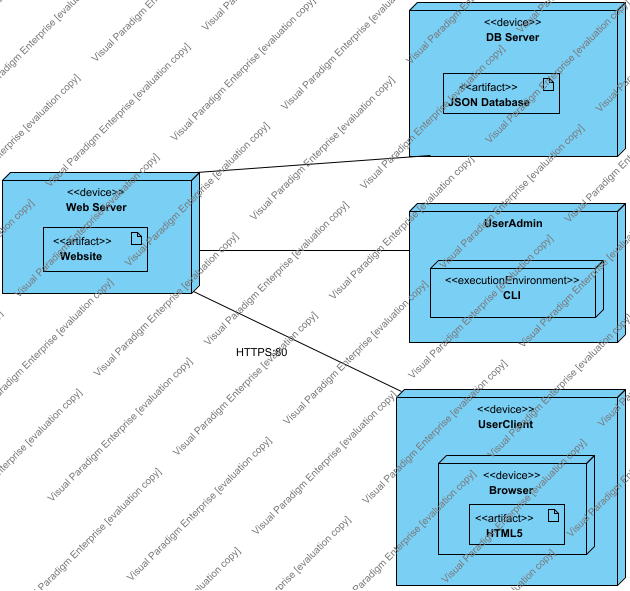 <<device>>
DB Server
<<artifact>>
JSON Database
<<device>>
Web Server
<<artifact>>
Website
UserAdmin
<<executionEnvironment>>
CLI
HTTPS:80
<<device>>
UserClient
<<device>>
Browser
<<artifact>>
HTML5
Visual Paradigm Enterprise [evaluation copy]